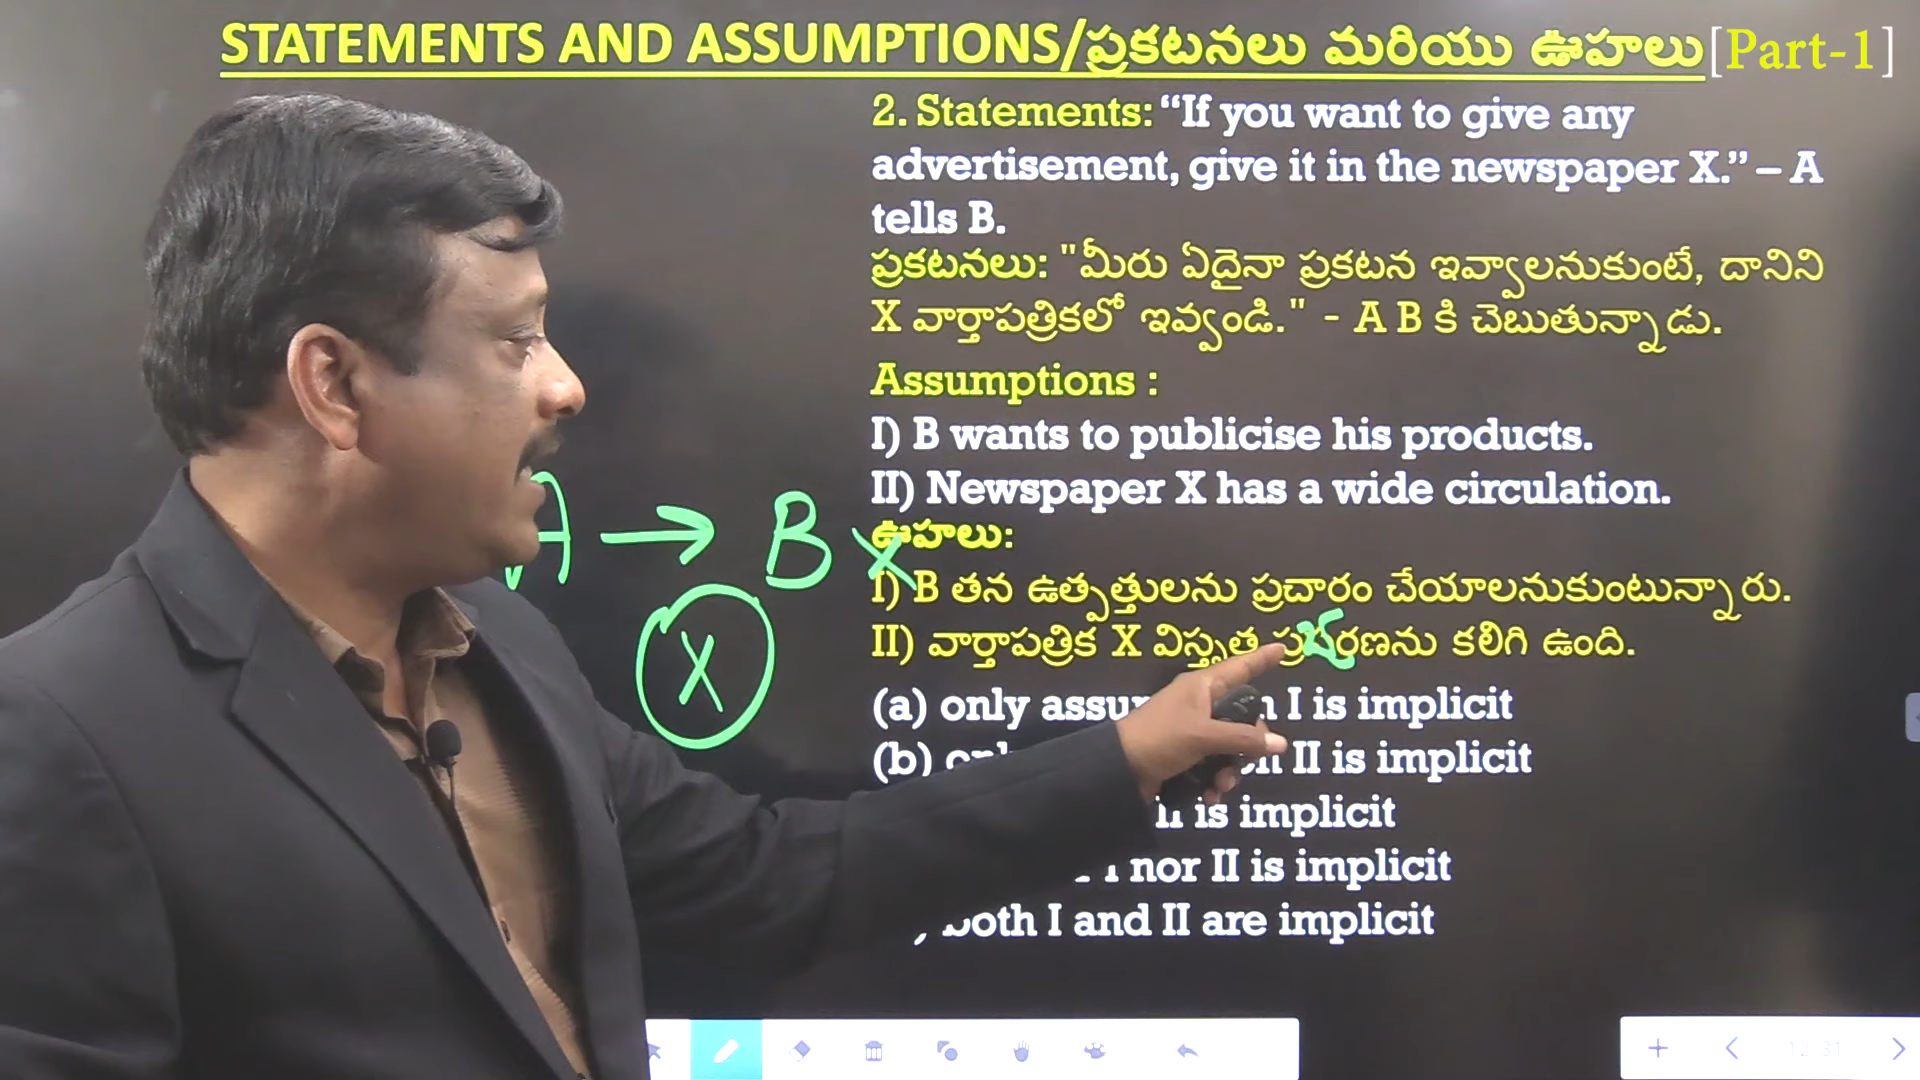 STATEMENTS AND ASSUMPTIONS/ప్రకటనలు మరియు ఊహలు[Part-1]
2. Statements: “If you want to give any
advertisement, give it in the newspaper X.” – A
tells B.
ప్రకటనలు: "మీరు ఏదైనా ప్రకటన ఇవ్వాలనుకుంటే, దానిని
X వార్తాపత్రికలో ఇవ్వండి." - A B కి చెబుతున్నాడు.
Assumptions :
I) B wants to publicise his products.
II) Newspaper X has a wide circulation.
A → B X
X
ఊహలు:
I) B తన ఉత్పత్తులను ప్రచారం చేయాలనుకుంటున్నారు.
II) వార్తాపత్రిక X విస్తృత కలిగి ఉంది.
(a) only I is implicit
(b) II is implicit
II is implicit
I nor II is implicit
both I and II are implicit